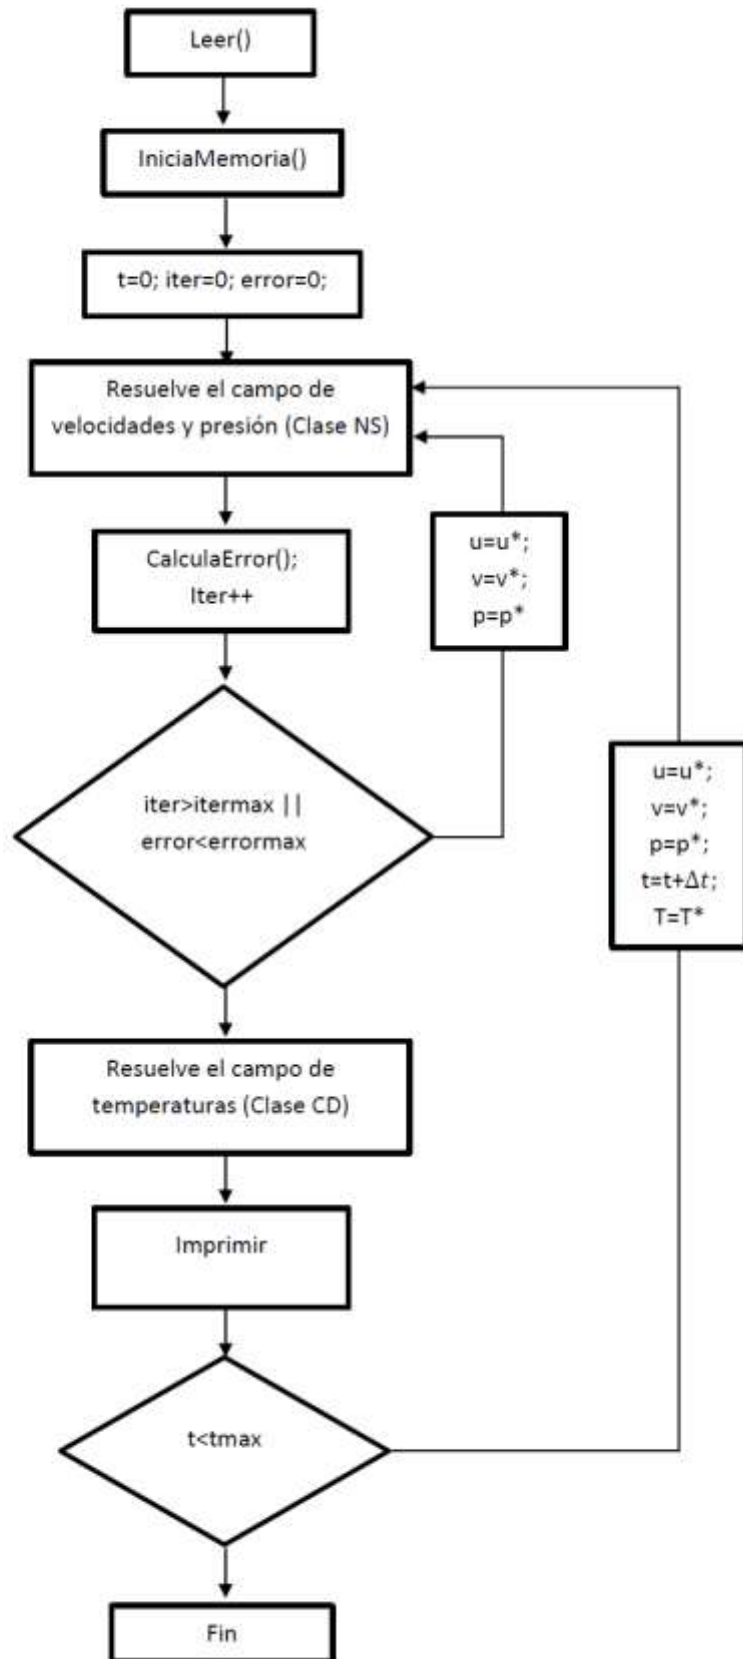 Leer()
IniciaMemoria()
t=0; iter=0; error=0;
Resuelve el campo de
velocidades y presión (Clase NS)
CalculaError();
Iter++
u=u*;
v=v*;
p=p*
iter>itermax ||
error<errormax
u=u*;
v=v*;
p=p*;
t=t+Δt;
T=T*
Resuelve el campo de
temperaturas (Clase CD)
Imprimir
t<tmax
Fin